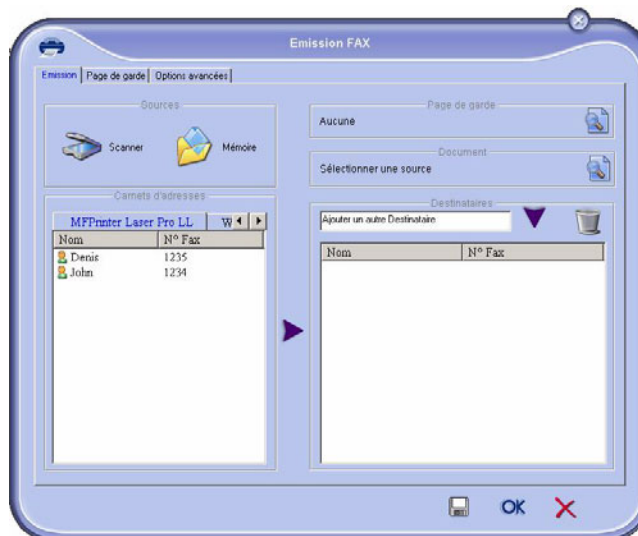 Emission FAX
Emission Page de garde Options avancées
Sources
Scanner Mémoire
Page de garde
Aucune
Document
Sélectionner une source
Carnets d'adresses
MFPrinter Laser Pro LL W
Nom N° Fax
Denis 1235
John 1234
Destinataires
Ajouter un autre Destinataire
Nom N° Fax
OK